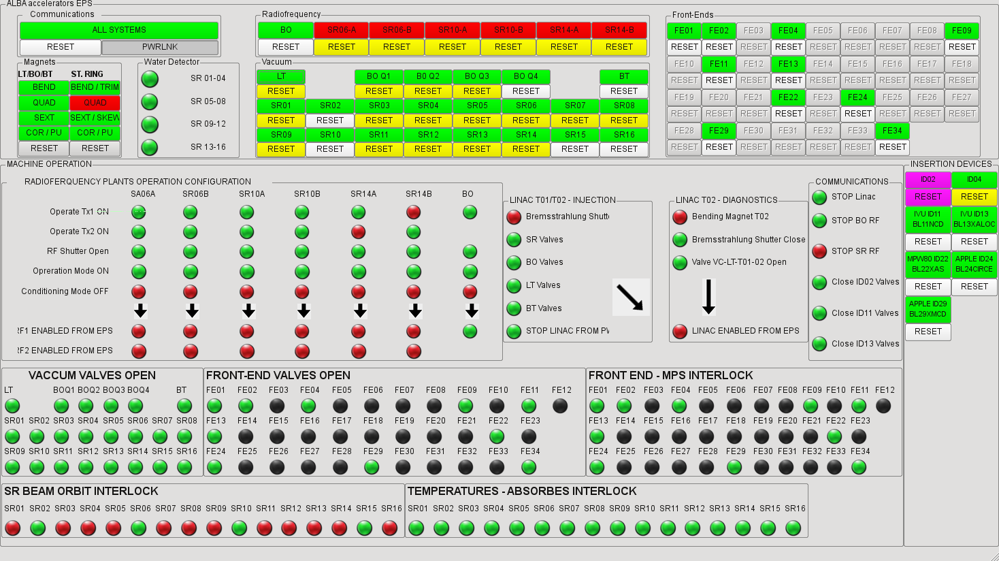 ALBA accelerators EPS
Communications
ALL SYSTEMS
RESET PWRLNK
Magnets
LT/BO/BT ST. RING
BEND BEND / TRIM
QUAD QUAD
SEXT SEXT / SKEW
COR / PU COR / PU
RESET RESET
Water Detector
SR 01-04
SR 05-08
SR 09-12
SR 13-16
Radiofrequency
BO SR06-A SR06-B SR10-A SR10-B SR14-A SR14-B
RESET RESET RESET RESET RESET RESET RESET
Vacuum
LT BO Q1 B0 Q2 BO Q3 BO Q4 BT
RESET RESET RESET RESET RESET RESET
SR01 SR02 SR03 SR04 SR05 SR06 SR07 SR08
RESET RESET RESET RESET RESET RESET RESET RESET
SR09 SR10 SR11 SR12 SR13 SR14 SR15 SR16
RESET RESET RESET RESET RESET RESET RESET RESET
Front-Ends
FE01 FE02 FE03 FE04 FE05 FE06 FE07 FE08 FE09
RESET RESET RESET RESET RESET RESET RESET RESET RESET
FE10 FE11 FE12 FE13 FE14 FE15 FE16 FE17 FE18
RESET RESET RESET RESET RESET RESET RESET RESET RESET
FE19 FE20 FE21 FE22 FE23 FE24 FE25 FE26 FE27
RESET RESET RESET RESET RESET RESET RESET RESET RESET
FE28 FE29 FE30 FE31 FE32 FE33 FE34
RESET RESET RESET RESET RESET RESET RESET
MACHINE OPERATION
RADIOFERQUENCY PLANTS OPERATION CONFIGURATION
SA06A SR06B SR10A SR10B SR14A SR14B BO
Operate Tx1 ON
Operate Tx2 ON
RF Shutter Open
Opreration Mode ON
Conditioning Mode OFF
RF1 ENABLED FROM EPS
RF2 ENABLED FROM EPS
LINAC T01/T02 - INJECTION
Bremsstrahlung Shutte
SR Valves
BO Valves
LT Valves
BT Valves
STOP LINAC FROM PW
LINAC T02 - DIAGNOSTICS
Bending Magnet T02
Bremsstrahlung Shutter Close
Valve VC-LT-T01-02 Open
LINAC ENABLED FROM EPS
COMMUNICATIONS
STOP Linac
STOP BO RF
STOP SR RF
Close ID02 Valves
Close ID11 Valves
Close ID13 Valves
INSERTION DEVICES
ID02 ID04
RESET RESET
IVU ID11 IVU ID13
BL11NCD BL13XALOC
RESET RESET
MPW80 ID22 APPLE ID24
BL22XAS BL24CIRCE
RESET RESET
APPLE ID29
BL29XMCD
RESET
VACCUM VALVES OPEN
LT BOQ1 BOQ2 BOQ3 BOQ4 BT
SR01 SR02 SR03 SR04 SR05 SR06 SR07 SR08
SR09 SR10 SR11 SR12 SR13 SR14 SR15 SR16
FRONT-END VALVES OPEN
FE01 FE02 FE03 FE04 FE05 FE06 FE07 FE08 FE09 FE10 FE11 FE12
FE13 FE14 FE15 FE16 FE17 FE18 FE19 FE20 FE21 FE22 FE23
FE24 FE25 FE26 FE27 FE28 FE29 FE30 FE31 FE32 FE33 FE34
FRONT END - MPS INTERLOCK
FE01 FE02 FE03 FE04 FE05 FE06 FE07 FE08 FE09 FE10 FE11 FE12
FE13 FE14 FE15 FE16 FE17 FE18 FE19 FE20 FE21 FE22 FE23
FE24 FE25 FE26 FE27 FE28 FE29 FE30 FE31 FE32 FE33 FE34
SR BEAM ORBIT INTERLOCK
SR01 SR02 SR03 SR04 SR05 SR06 SR07 SR08 SR09 SR10 SR11 SR12 SR13 SR14 SR15 SR16
TEMPERATURES - ABSORBES INTERLOCK
SR01 SR02 SR03 SR04 SR05 SR06 SR07 SR08 SR09 SR10 SR11 SR12 SR13 SR14 SR15 SR16